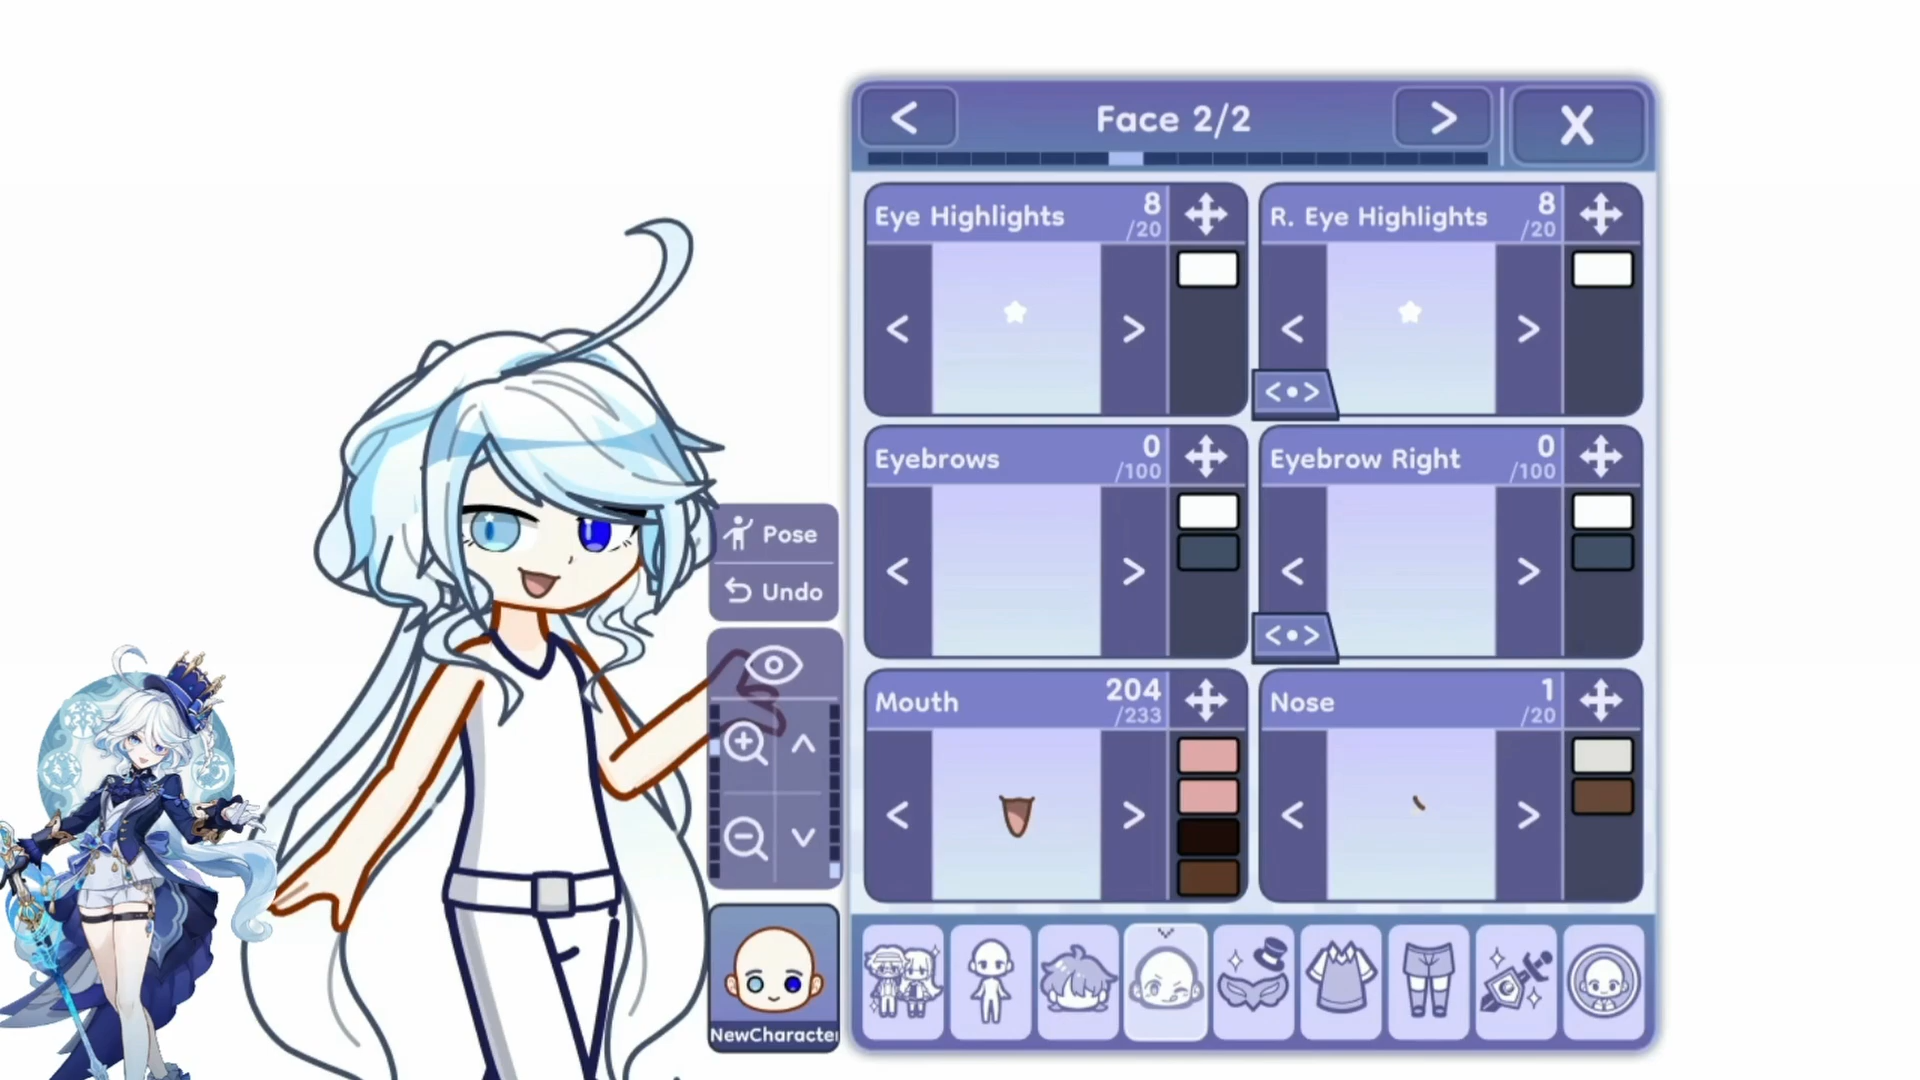 Face 2/2
X
Eye Highlights 8 /20
R. Eye Highlights 8 /20
Eyebrows 0 /100
Eyebrow Right 0 /100
Pose
Undo
Mouth 204 /233
Nose 1 /20
NewCharacte